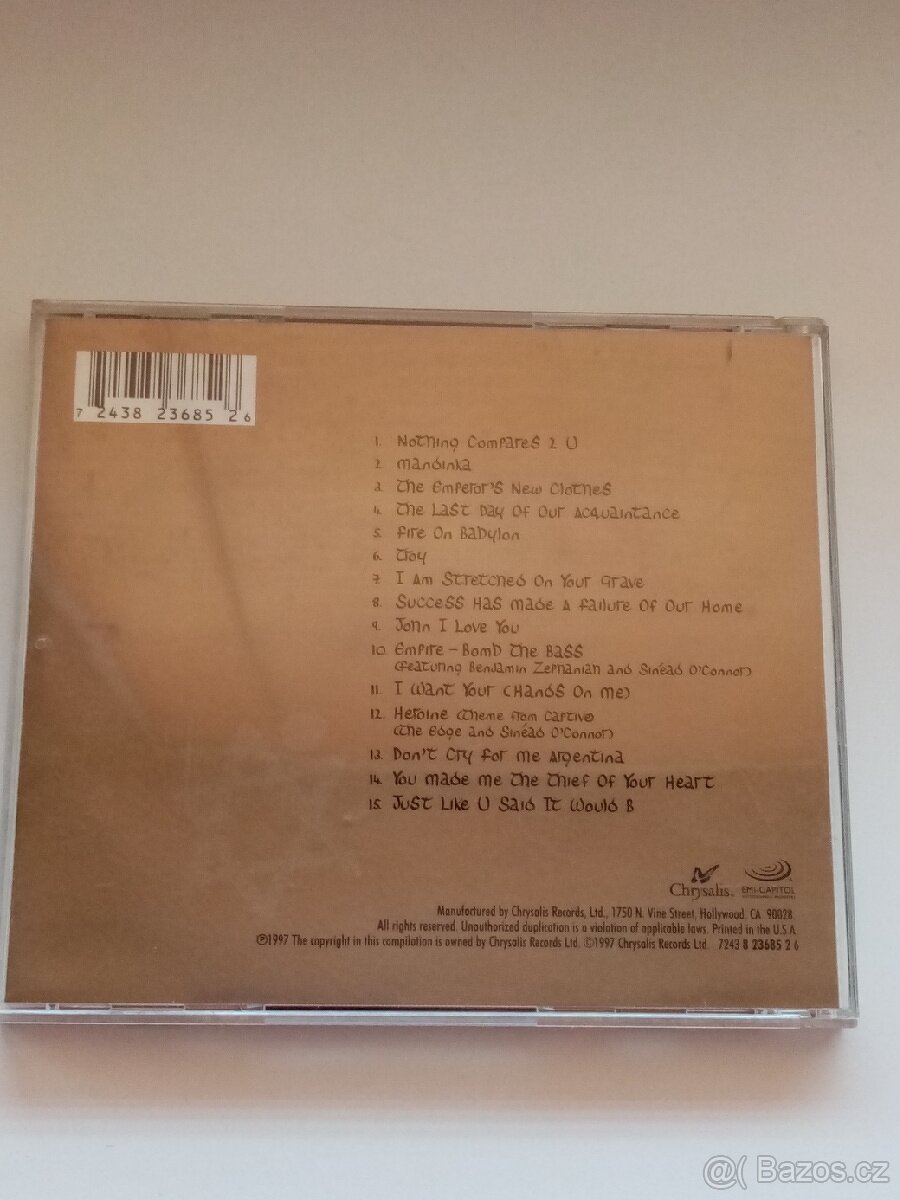 7 2438 23685 2 6
1. Nothing Compares 2 U
2. Mandinka
3. The Emperor's New Clothes
4. The Last Day Of Our Acquaintance
5. Fire On Babylon
6. Troy
7. I Am Stretched On Your Grave
8. Success Has Made A Failure Of Our Home
9. John I Love You
10. Empire - Bomb The Bass
(Featuring Benjamin Zephaniah and Sinéad O'Connor)
11. I Want Your (Hands On Me)
12. Heroine (Theme from Captive)
(The Edge and Sinéad O'Connor)
13. Don't Cry For Me Argentina
14. You Made Me The Thief Of Your Heart
15. Just Like U Said It Would B
Chrysalis. EMI-CAPITOL
Manufactured by Chrysalis Records, Ltd., 1750 N. Vine Street, Hollywood, CA 90028.
All rights reserved. Unauthorized duplication is a violation of applicable laws. Printed in the U.S.A.
℗1997 The copyright in this compilation is owned by Chrysalis Records Ltd. ©1997 Chrysalis Records Ltd. 7243 8 23685 2 6
@( Bazos.cz